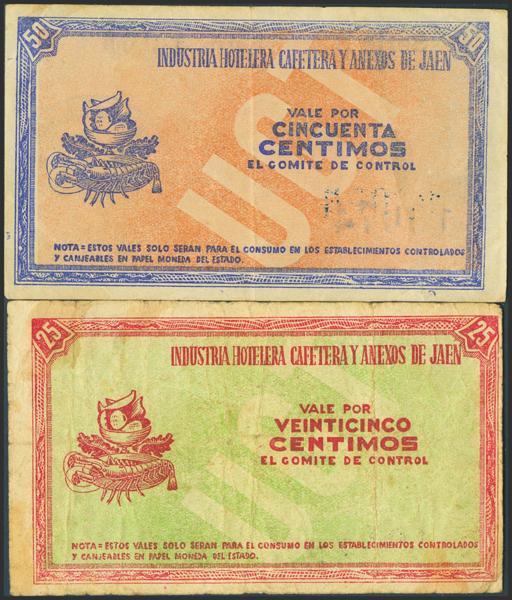 50 50
INDUSTRIA HOTELERA CAFETERA Y ANEXOS DE JAEN
VALE POR
CINCUENTA
CENTIMOS
EL COMITE DE CONTROL
NOTA = ESTOS VALES SOLO SERAN PARA EL CONSUMO EN LOS ESTABLECIMIENTOS CONTROLADOS
Y CANJEABLES EN PAPEL MONEDA DEL ESTADO.
25 25
INDUSTRIA HOTELERA CAFETERA Y ANEXOS DE JAEN
VALE POR
VEINTICINCO
CENTIMOS
EL COMITE DE CONTROL
NOTA = ESTOS VALES SOLO SERAN PARA EL CONSUMO EN LOS ESTABLECIMIENTOS CONTROLADOS
Y CANJEABLES EN PAPEL MONEDA DEL ESTADO.